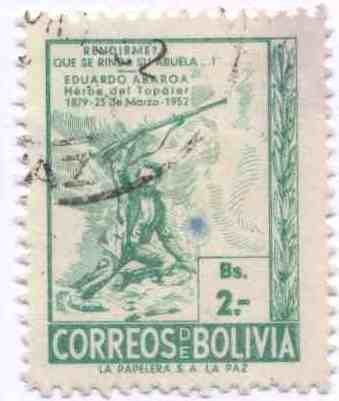 RENDIRME?
QUE SE RINDA SU ABUELA...!
EDUARDO ABAROA
Héroe del Topáter
1879-23 de Marzo-1952
Bs.
2.-
CORREOS DE BOLIVIA
LA PAPELERA S. A. LA PAZ